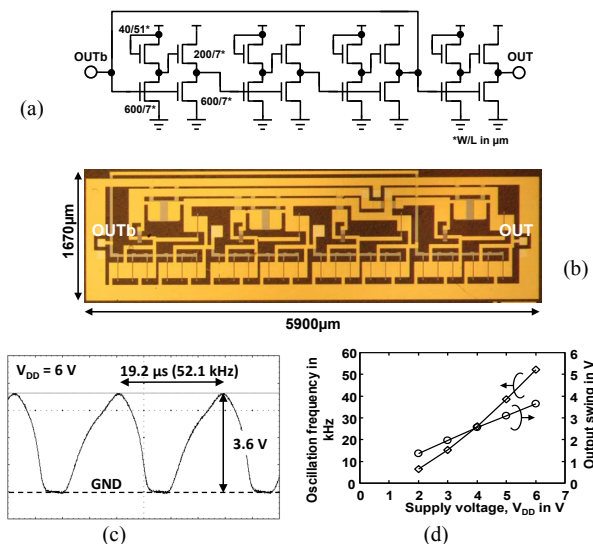 40/51*
200/7*
OUTb
OUT
(a)
600/7*
600/7*
*W/L in µm
1670µm
OUTb
OUT
(b)
5900µm
V_DD = 6 V
19.2 µs (52.1 kHz)
3.6 V
GND
(c)
Oscillation frequency in
kHz
60
50
40
30
20
10
0
6
5
4
3
2
1
0
Output swing in V
0 1 2 3 4 5 6 7
Supply voltage, V_DD in V
(d)